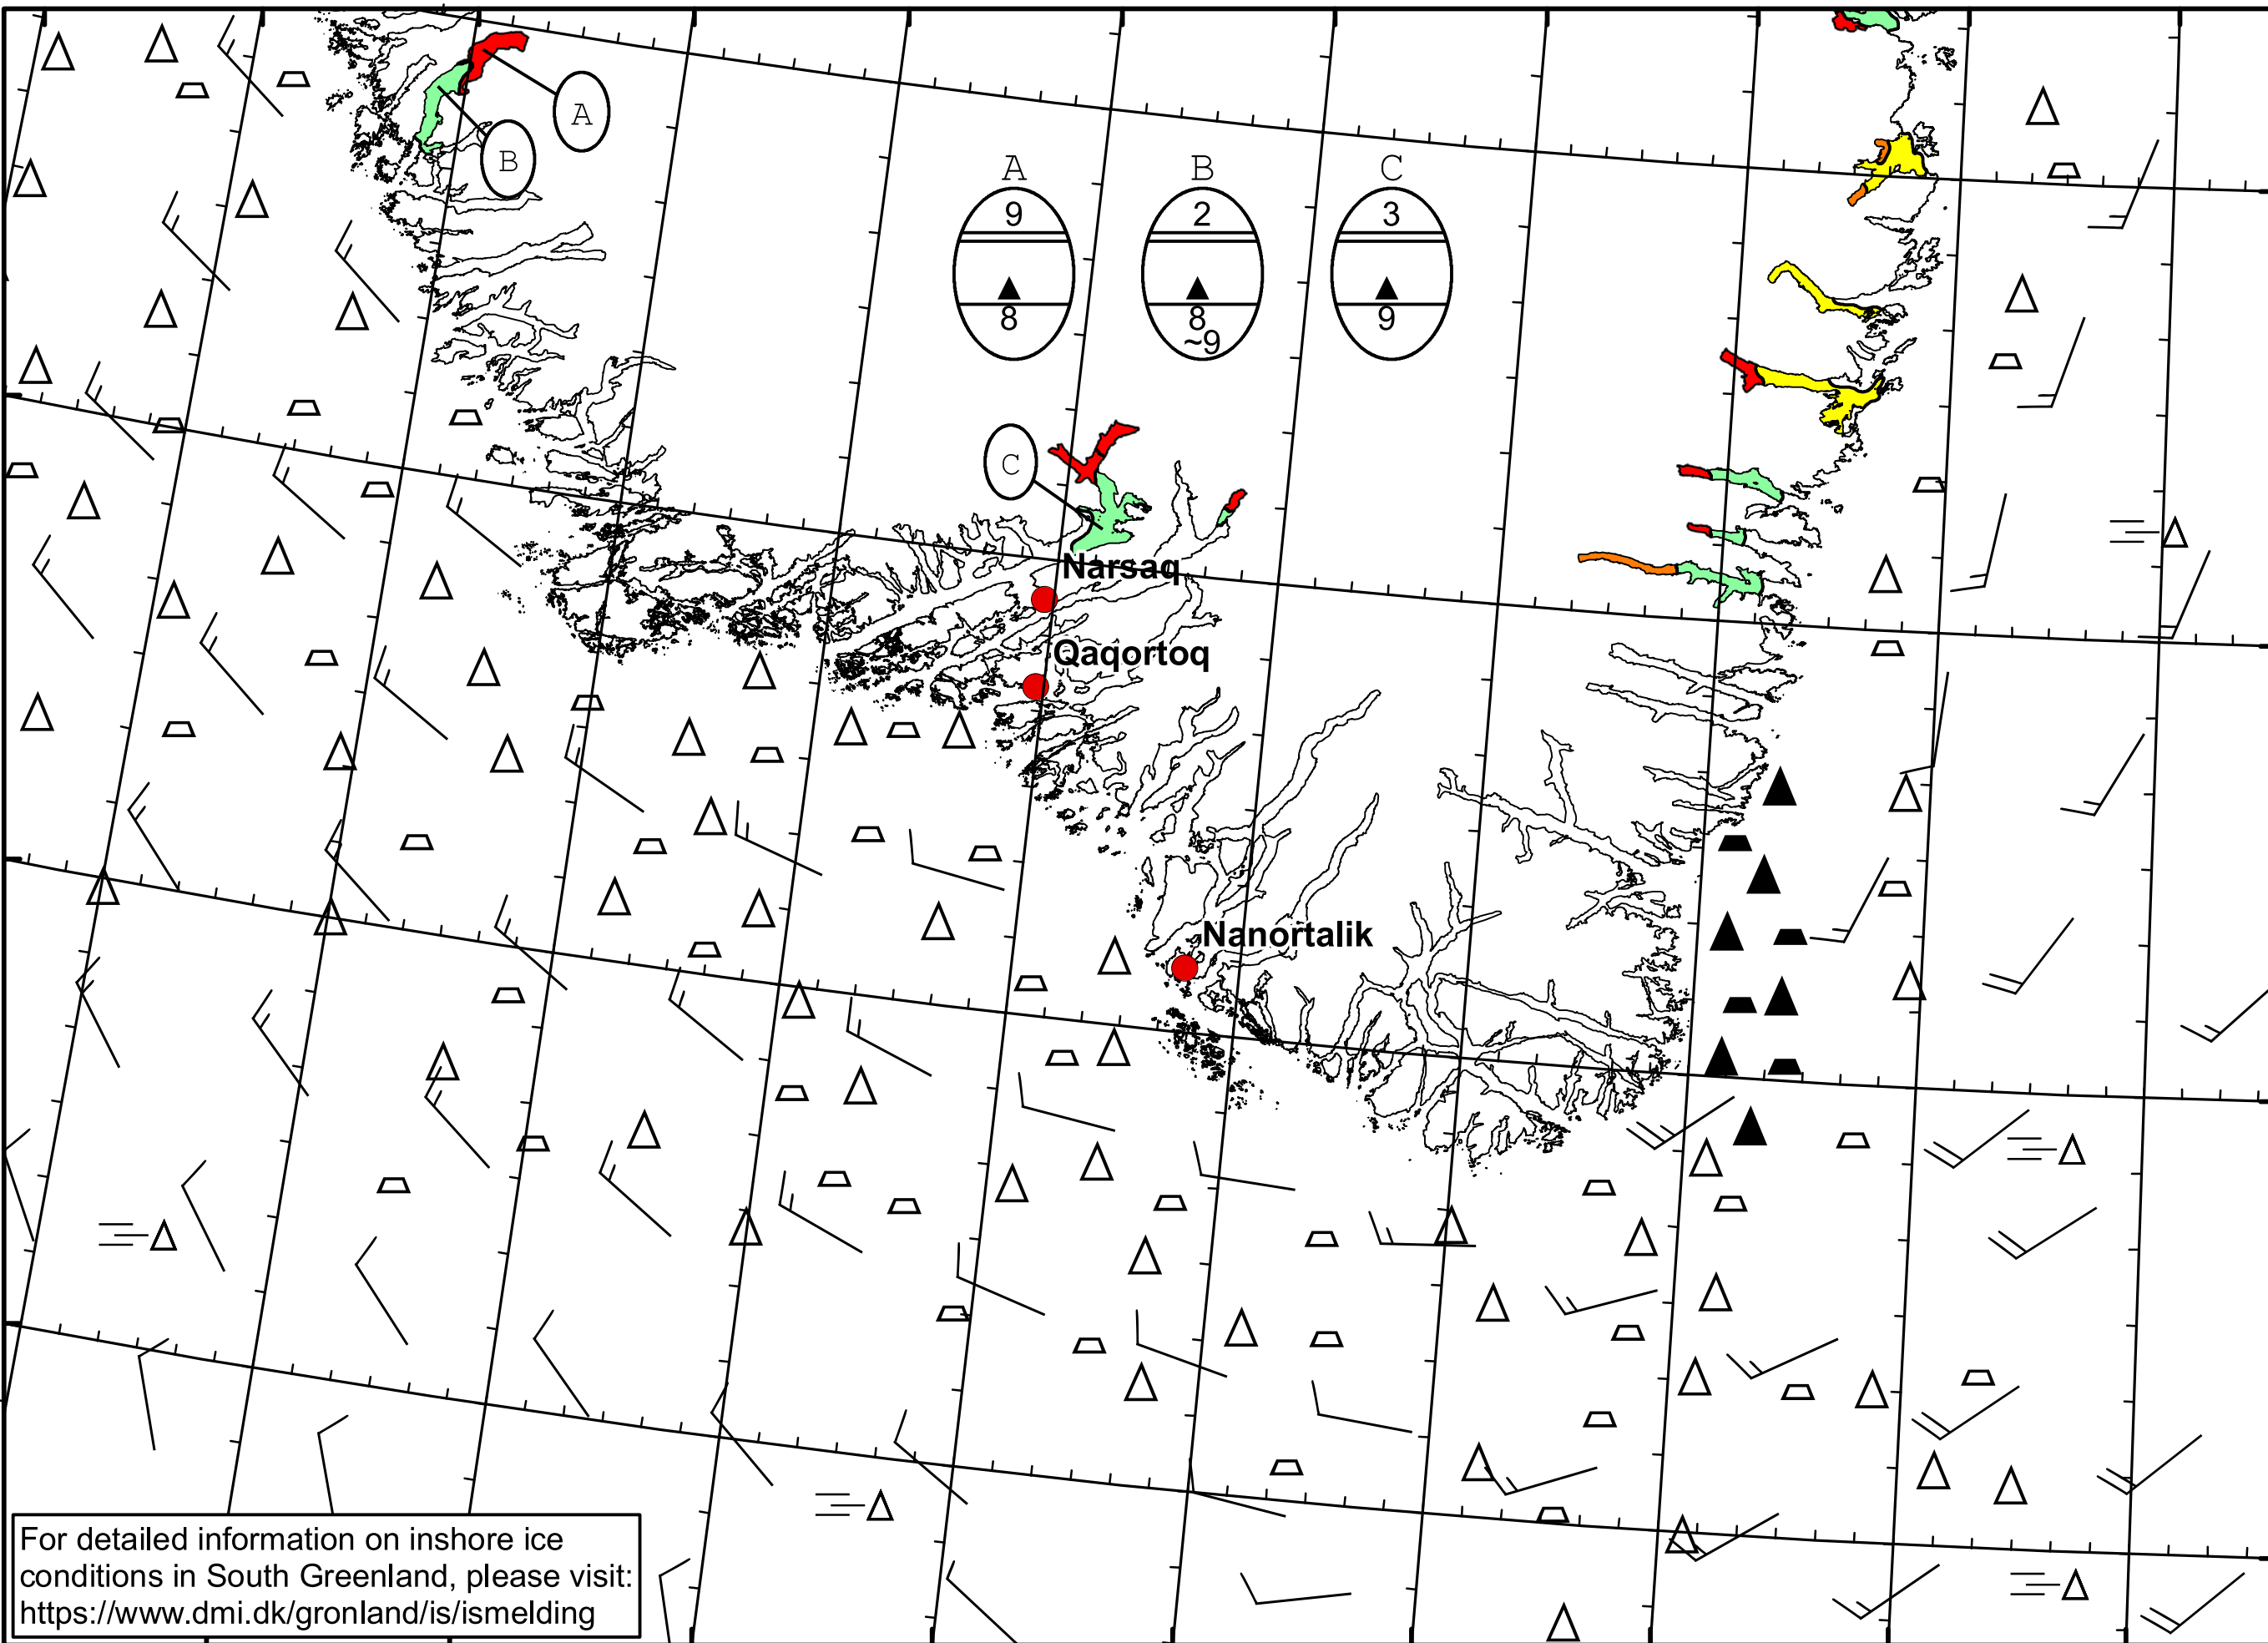 A
B
A B C
9 2 3
8 8 9
~9
C
Narsaq
Qaqortoq
Nanortalik
For detailed information on inshore ice
conditions in South Greenland, please visit:
https://www.dmi.dk/gronland/is/ismelding